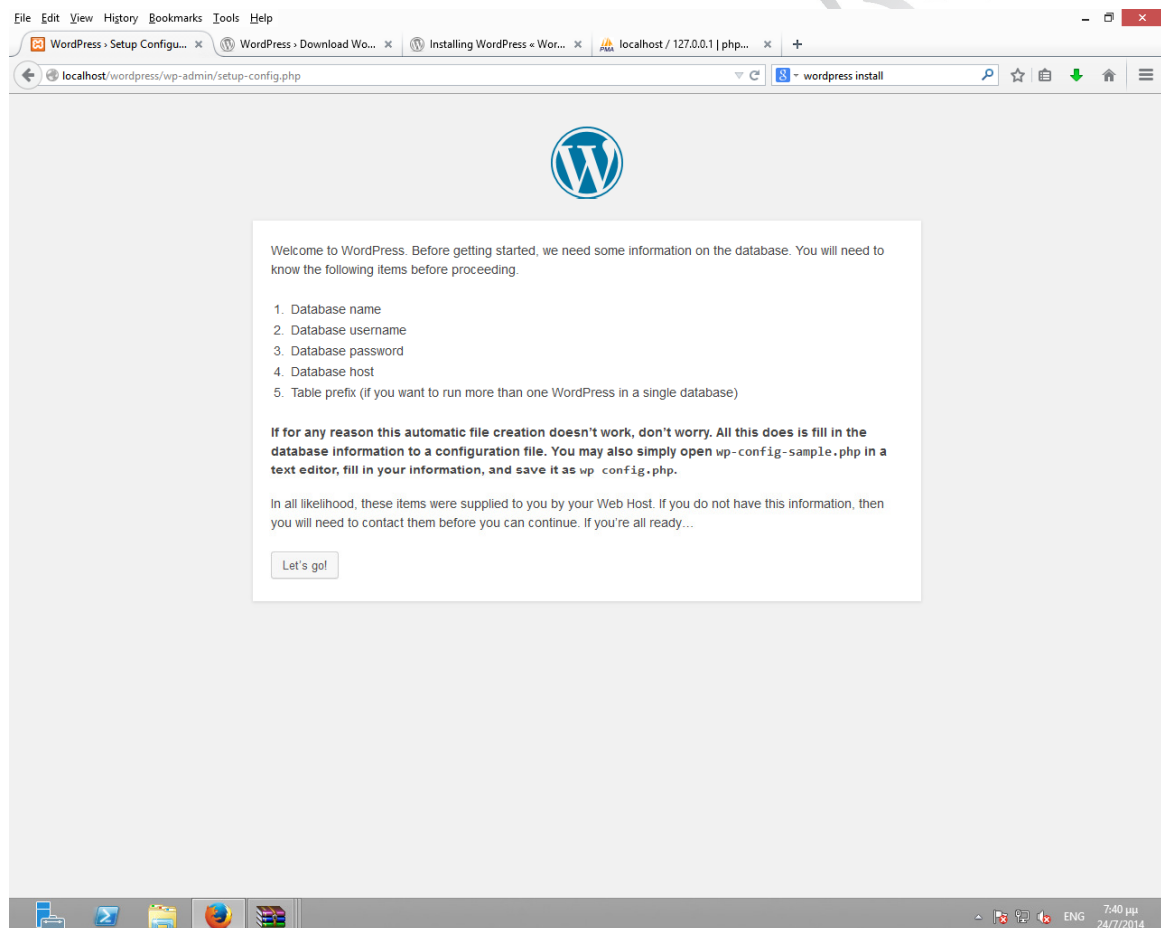 File Edit View History Bookmarks Tools Help
WordPress › Setup Configu... WordPress › Download Wo... Installing WordPress « Wor... localhost / 127.0.0.1 | php...
localhost/wordpress/wp-admin/setup-config.php wordpress install
Welcome to WordPress. Before getting started, we need some information on the database. You will need to
know the following items before proceeding.
1. Database name
2. Database username
3. Database password
4. Database host
5. Table prefix (if you want to run more than one WordPress in a single database)
If for any reason this automatic file creation doesn't work, don't worry. All this does is fill in the
database information to a configuration file. You may also simply open wp-config-sample.php in a
text editor, fill in your information, and save it as wp config.php.
In all likelihood, these items were supplied to you by your Web Host. If you do not have this information, then
you will need to contact them before you can continue. If you're all ready…
Let's go!
ENG 7:40 μμ
24/7/2014